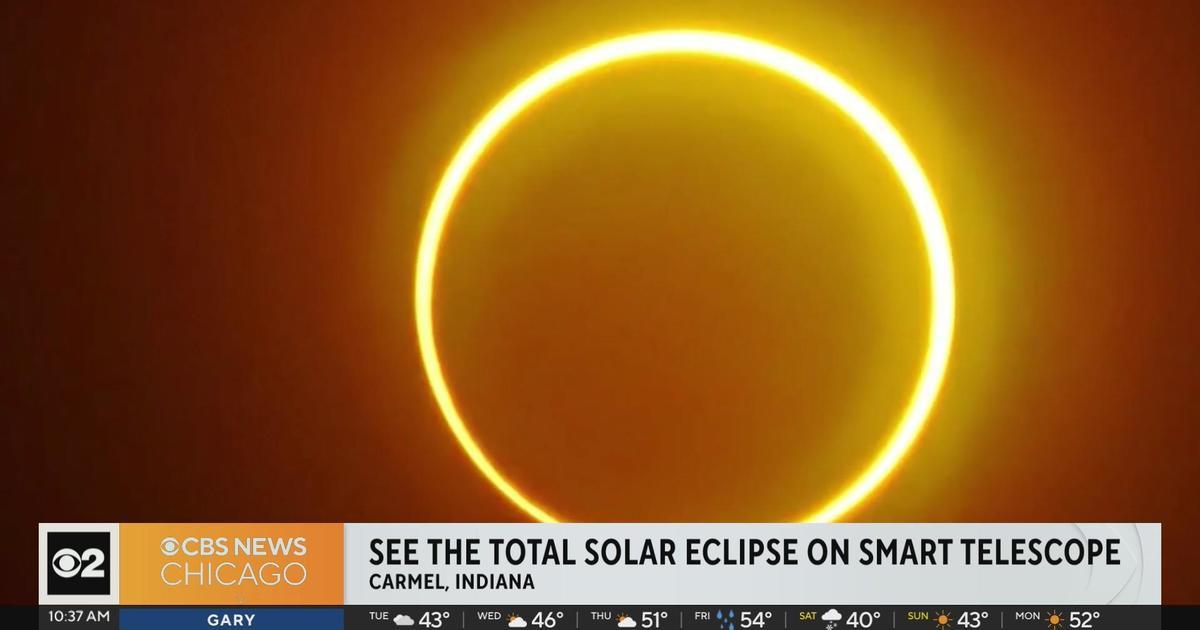 2
CBS NEWS
CHICAGO
SEE THE TOTAL SOLAR ECLIPSE ON SMART TELESCOPE
CARMEL, INDIANA
10:37 AM
GARY
TUE 43° WED 46° THU 51° FRI 54° SAT 40° SUN 43° MON 52°